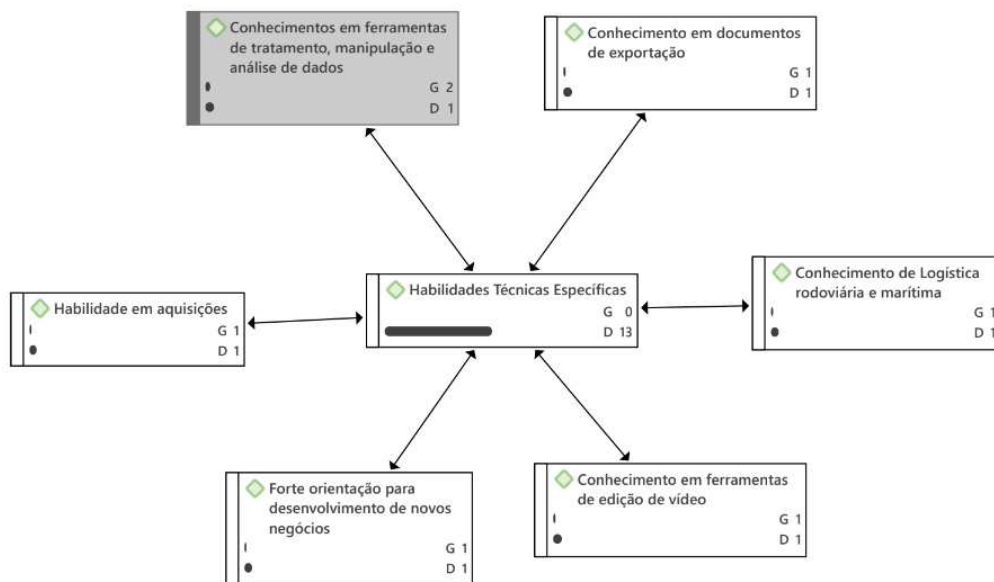 Conhecimentos em ferramentas
de tratamento, manipulação e
análise de dados
G 2
D 1
Conhecimento em documentos
de exportação
G 1
D 1
Habilidade em aquisições
G 1
D 1
Habilidades Técnicas Específicas
G 0
D 13
Conhecimento de Logística
rodoviária e marítima
G 1
D 1
Forte orientação para
desenvolvimento de novos
negócios
G 1
D 1
Conhecimento em ferramentas
de edição de vídeo
G 1
D 1